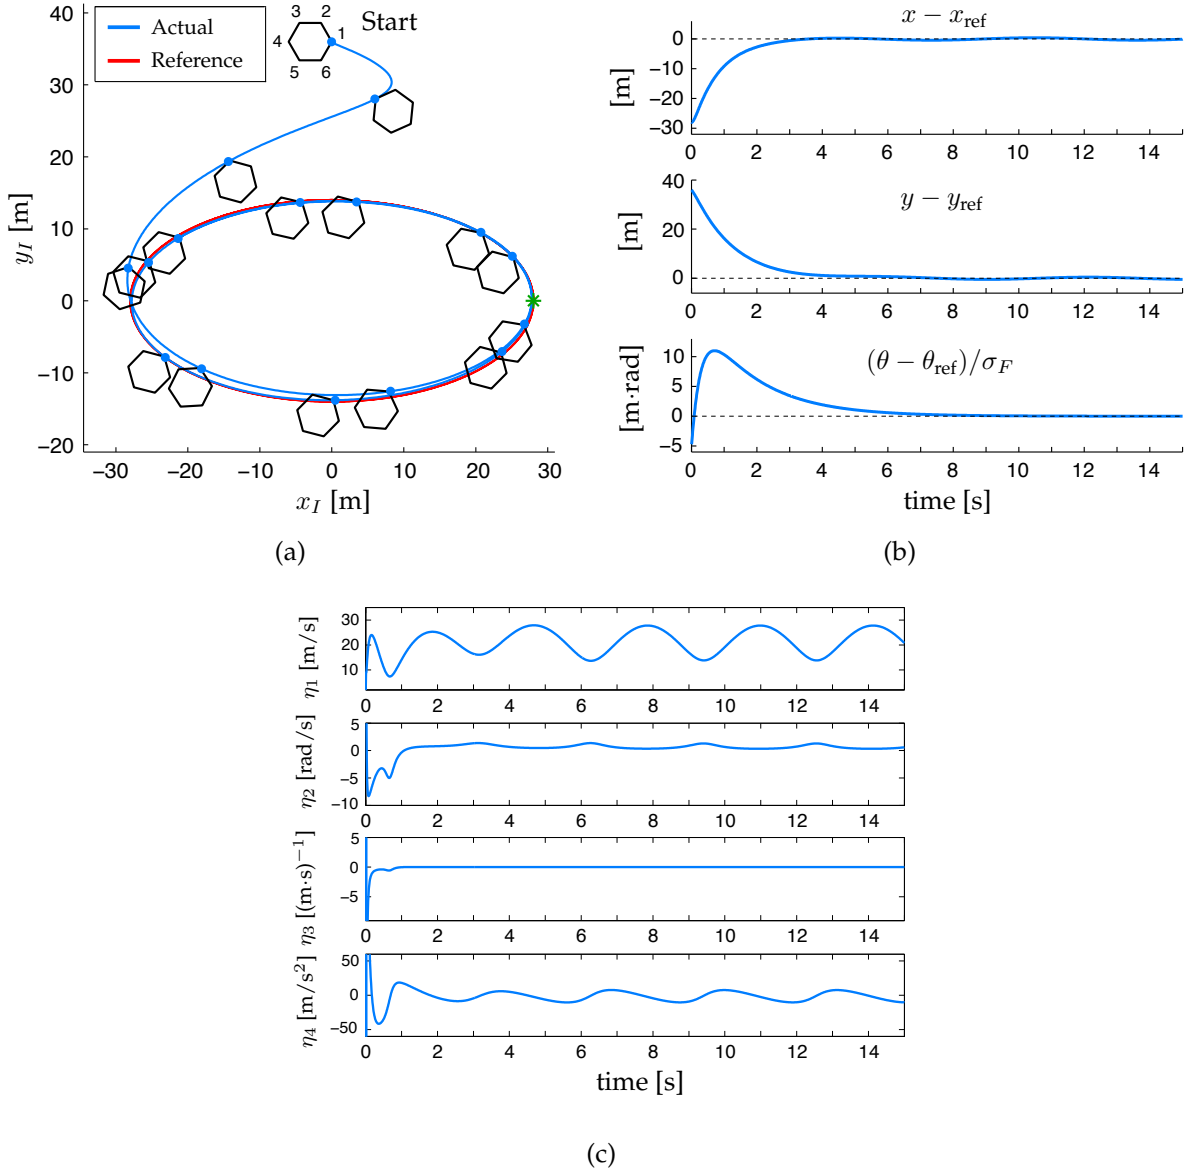 Actual
Reference
Start
3 2
4 1
5 6
40
35
30
20
10
0
−10
−20
−30 −20 −10 0 10 20 30
y_I [m]
x_I [m]
(a)
x − x_ref
0
−10
−20
−30
[m]
0 2 4 6 8 10 12 14
y − y_ref
40
20
0
[m]
0 2 4 6 8 10 12 14
(θ − θ_ref)/σ_F
10
5
0
−5
[m·rad]
0 2 4 6 8 10 12 14
time [s]
(b)
30
20
10
η_1 [m/s]
0 2 4 6 8 10 12 14
5
0
−5
−10
η_2 [rad/s]
0 2 4 6 8 10 12 14
5
0
−5
η_3 [(m·s)^{−1}]
0 2 4 6 8 10 12 14
50
0
−50
η_4 [m/s²]
0 2 4 6 8 10 12 14
time [s]
(c)